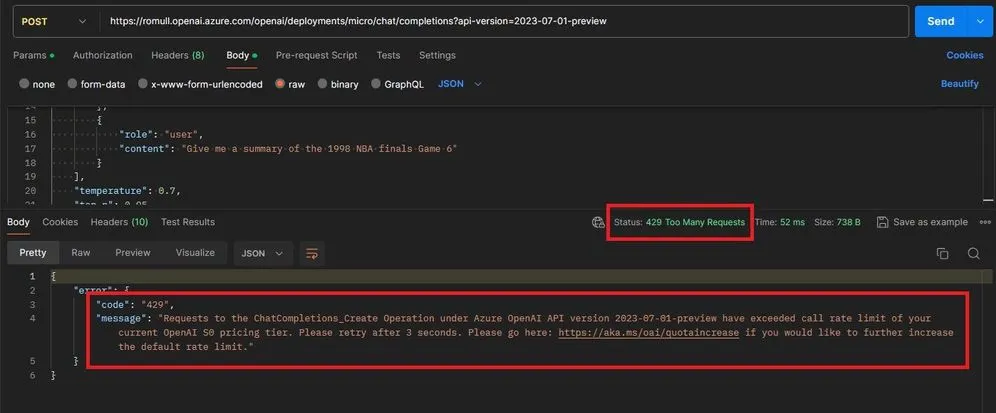 POST https://romull.openai.azure.com/openai/deployments/micro/chat/completions?api-version=2023-07-01-preview Send
Params Authorization Headers (8) Body Pre-request Script Tests Settings Cookies
none form-data x-www-form-urlencoded raw binary GraphQL JSON Beautify
14 ],
15 {
16 "role": "user",
17 "content": "Give me a summary of the 1998 NBA finals Game 6"
18 }
19 ],
20 "temperature": 0.7,
21 "top_p": 0.95,
Body Cookies Headers (10) Test Results Status: 429 Too Many Requests Time: 52 ms Size: 738 B Save as example
Pretty Raw Preview Visualize JSON
1 {
2 "error": {
3 "code": "429",
4 "message": "Requests to the ChatCompletions_Create Operation under Azure OpenAI API version 2023-07-01-preview have exceeded call rate limit of your
current OpenAI S0 pricing tier. Please retry after 3 seconds. Please go here: https://aka.ms/oai/quotaincrease if you would like to further increase
the default rate limit."
5 }
6 }